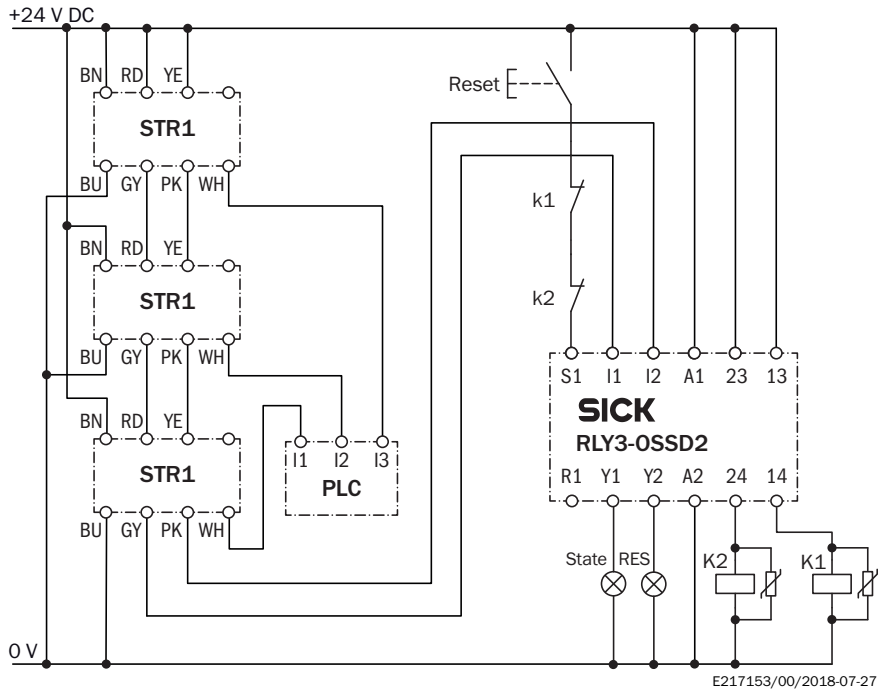 +24 V DC
BN RD YE
STR1
BU GY PK WH
BN RD YE
STR1
BU GY PK WH
BN RD YE
STR1
BU GY PK WH
I1 I2 I3
PLC
Reset
k1
k2
S1 I1 I2 A1 23 13
SICK
RLY3-OSSD2
R1 Y1 Y2 A2 24 14
State RES K2 K1
0 V
E217153/00/2018-07-27